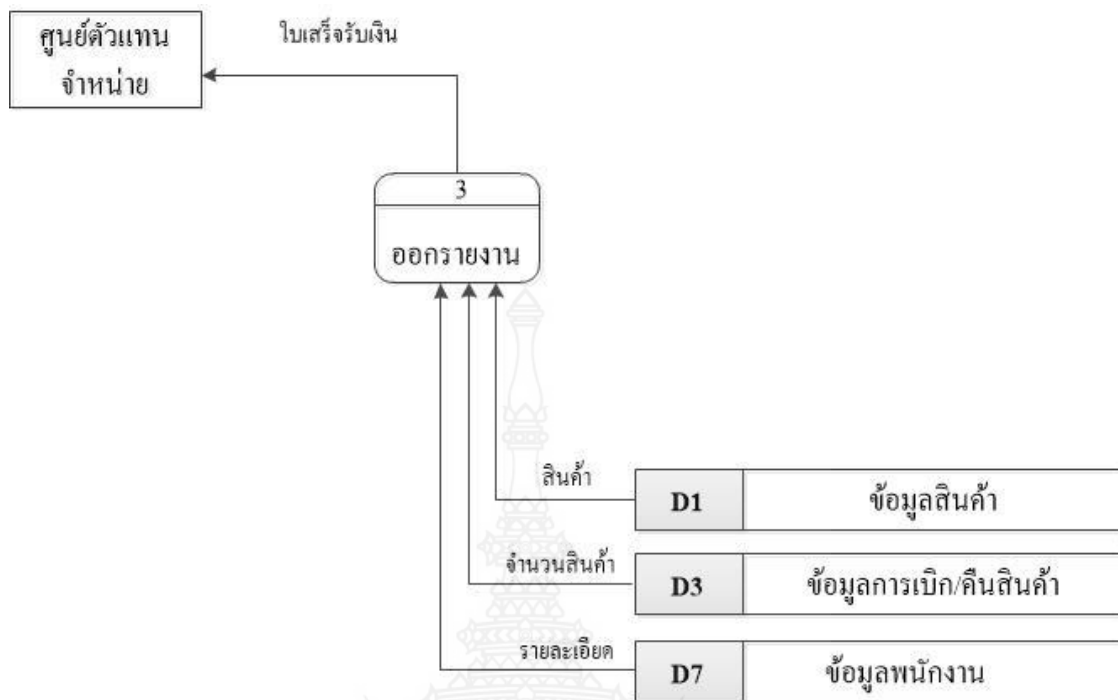 ศูนย์ตัวแทน
จำหน่าย
ใบเสร็จรับเงิน
3
ออกรายงาน
สินค้า
D1
ข้อมูลสินค้า
จำนวนสินค้า
D3
ข้อมูลการเบิก/คืนสินค้า
รายละเอียด
D7
ข้อมูลพนักงาน